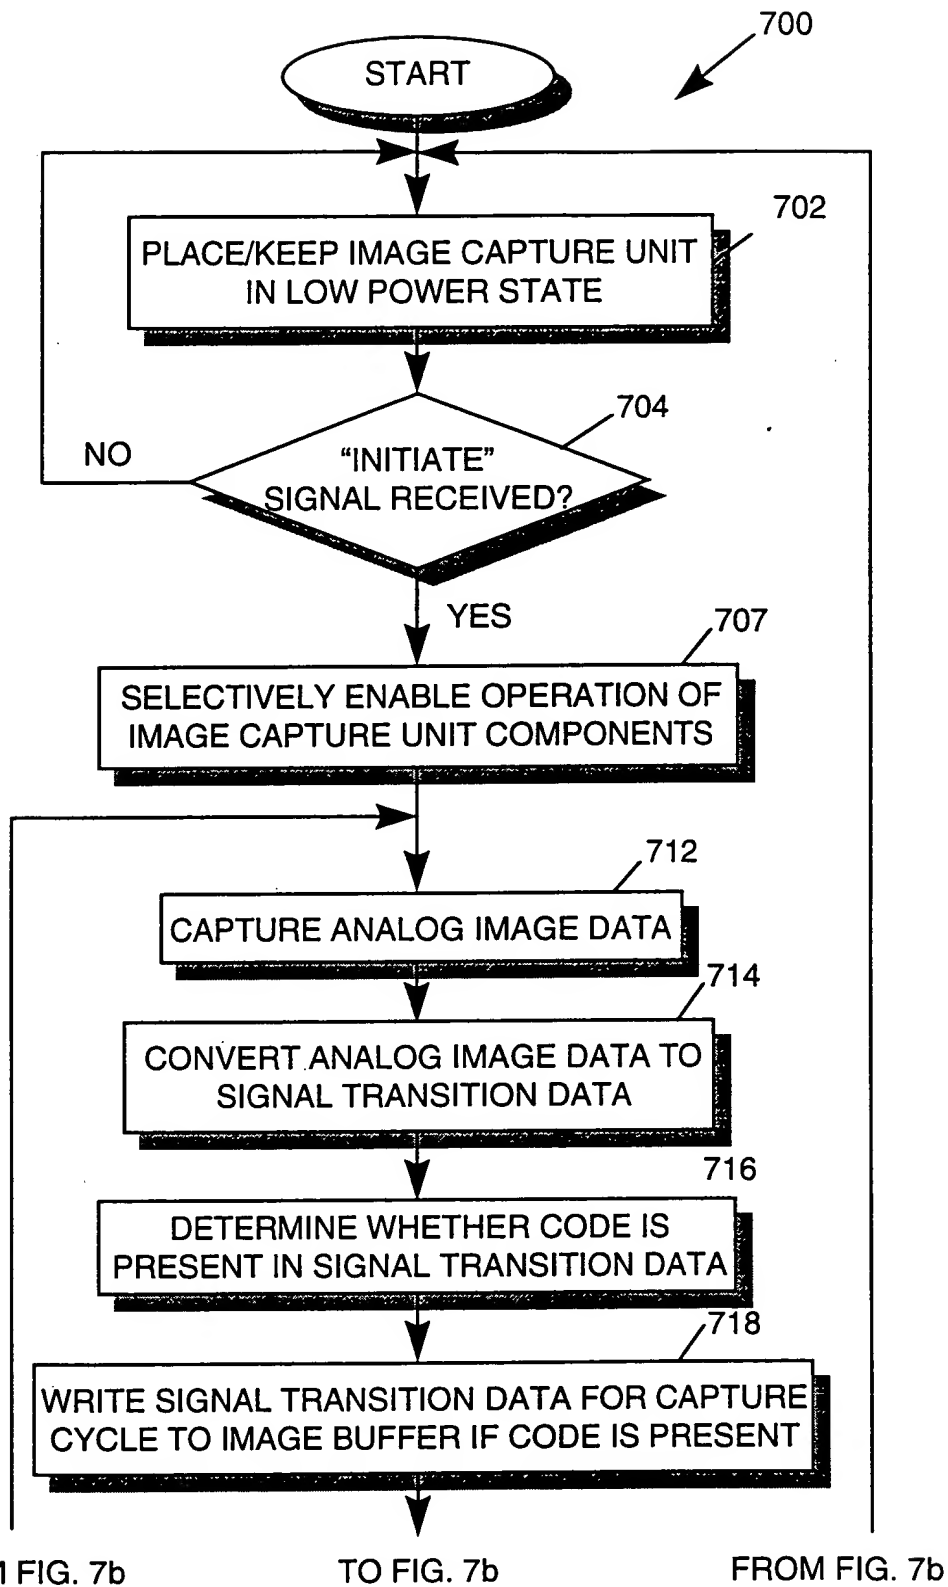 700
START
702
PLACE/KEEP IMAGE CAPTURE UNIT
IN LOW POWER STATE
704
NO
“INITIATE”
SIGNAL RECEIVED?
YES
707
SELECTIVELY ENABLE OPERATION OF
IMAGE CAPTURE UNIT COMPONENTS
712
CAPTURE ANALOG IMAGE DATA
714
CONVERT ANALOG IMAGE DATA TO
SIGNAL TRANSITION DATA
716
DETERMINE WHETHER CODE IS
PRESENT IN SIGNAL TRANSITION DATA
718
WRITE SIGNAL TRANSITION DATA FOR CAPTURE
CYCLE TO IMAGE BUFFER IF CODE IS PRESENT
FIG. 7b TO FIG. 7b FROM FIG. 7b